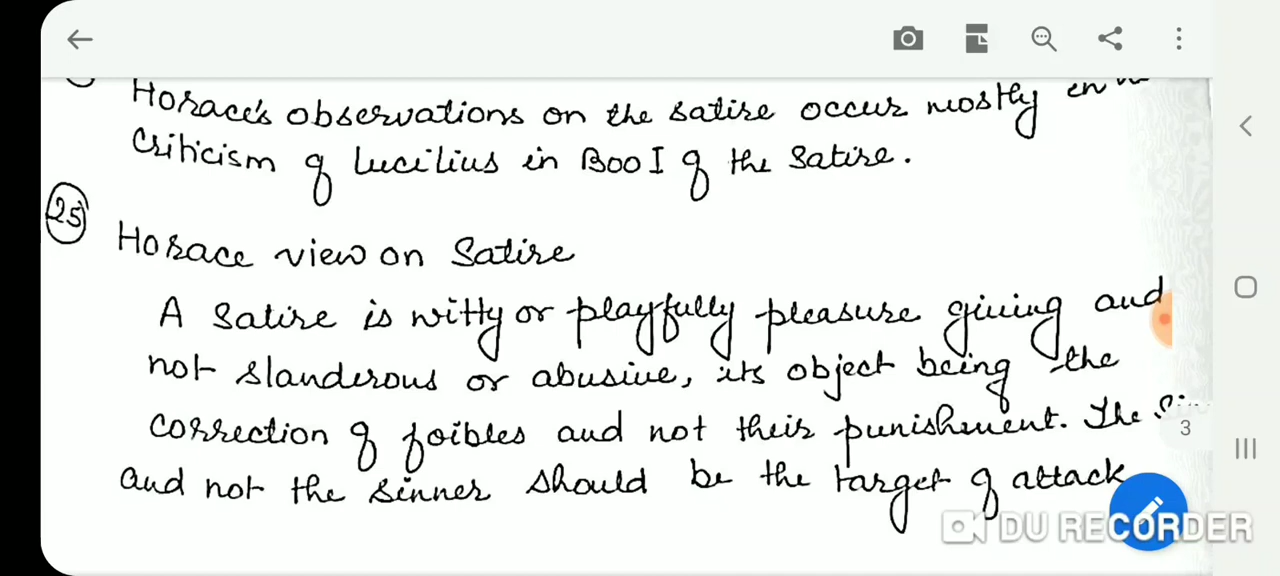 Horace's observations on the satire occur mostly in
criticism of Lucilius in Boo I of the Satire.
25
Horace view on Satire
A satire is witty or playfully pleasure giving and
not slanderous or abusive, its object being the
correction of foibles and not their punishment. The
3
and not the sinner should be the target of attack
DU RECORDER